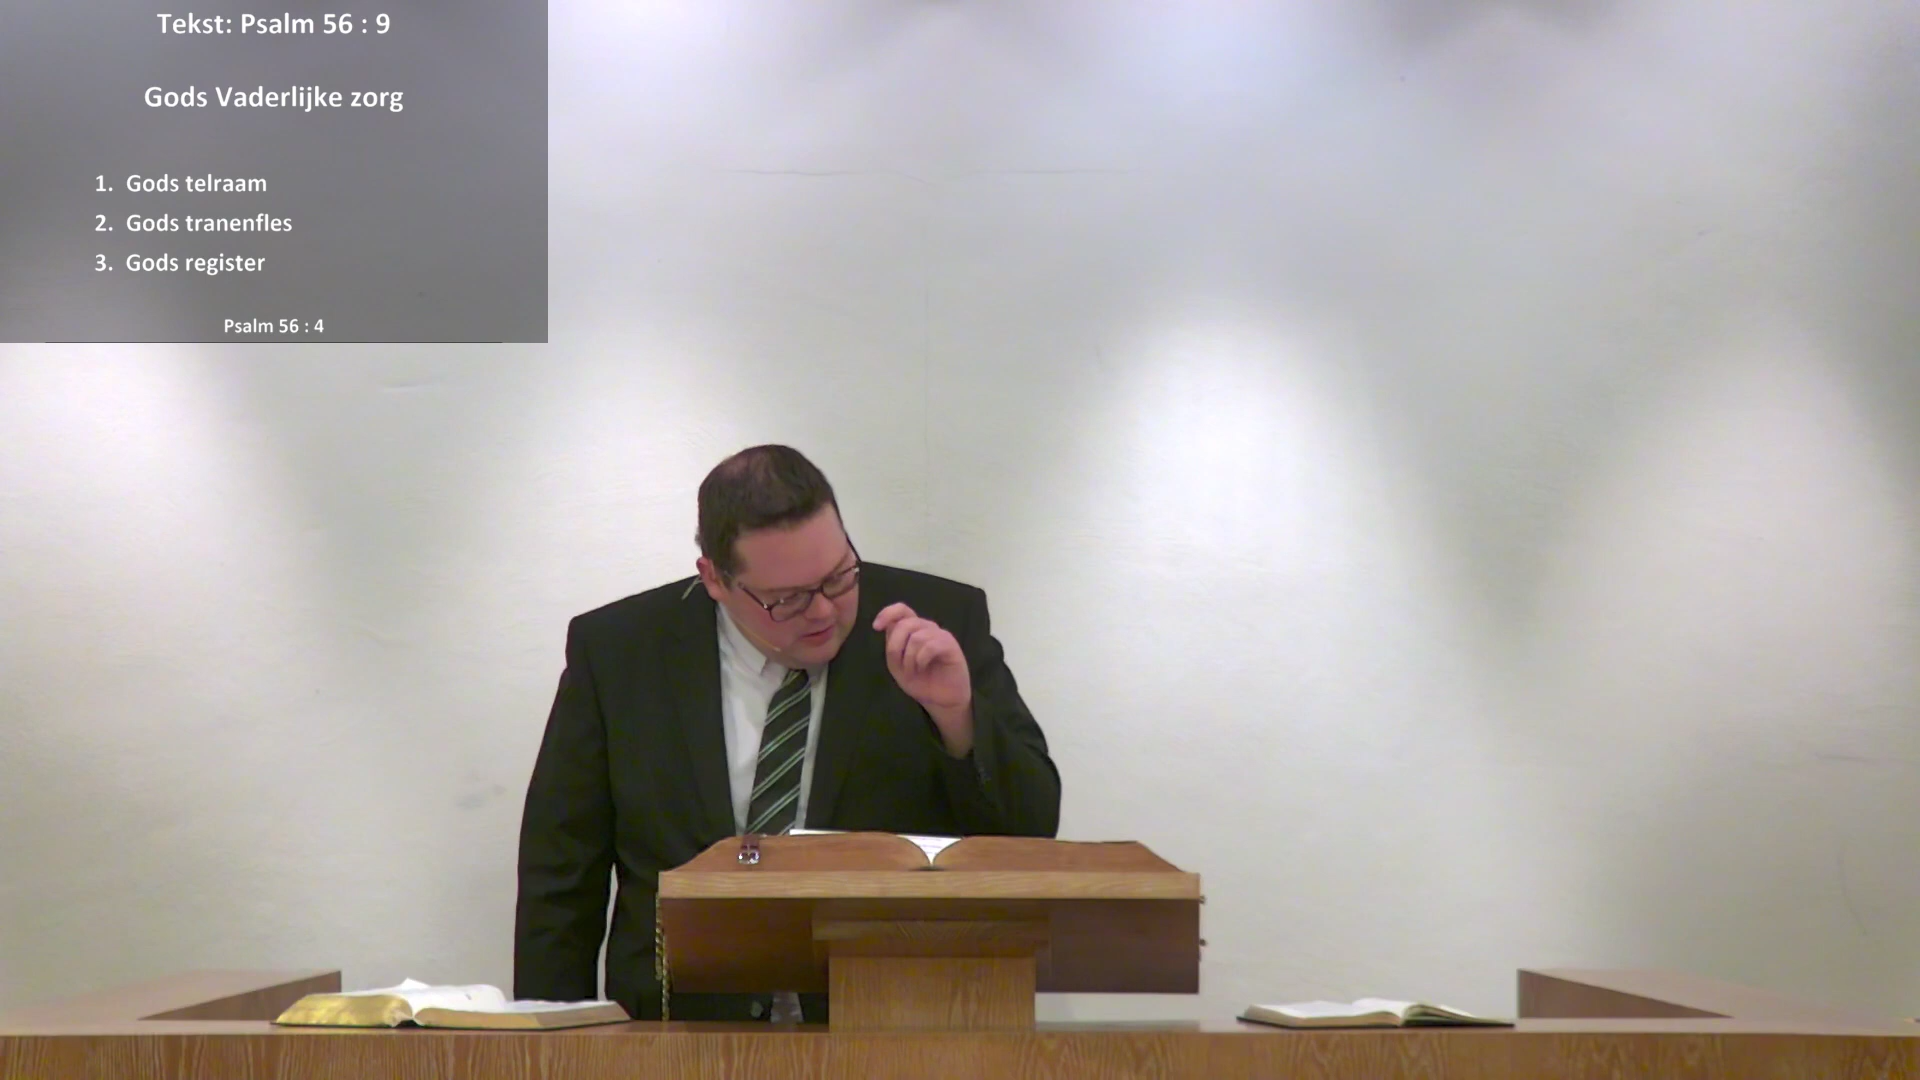 Tekst: Psalm 56 : 9
Gods Vaderlijke zorg
1. Gods telraam
2. Gods tranenfles
3. Gods register
Psalm 56 : 4